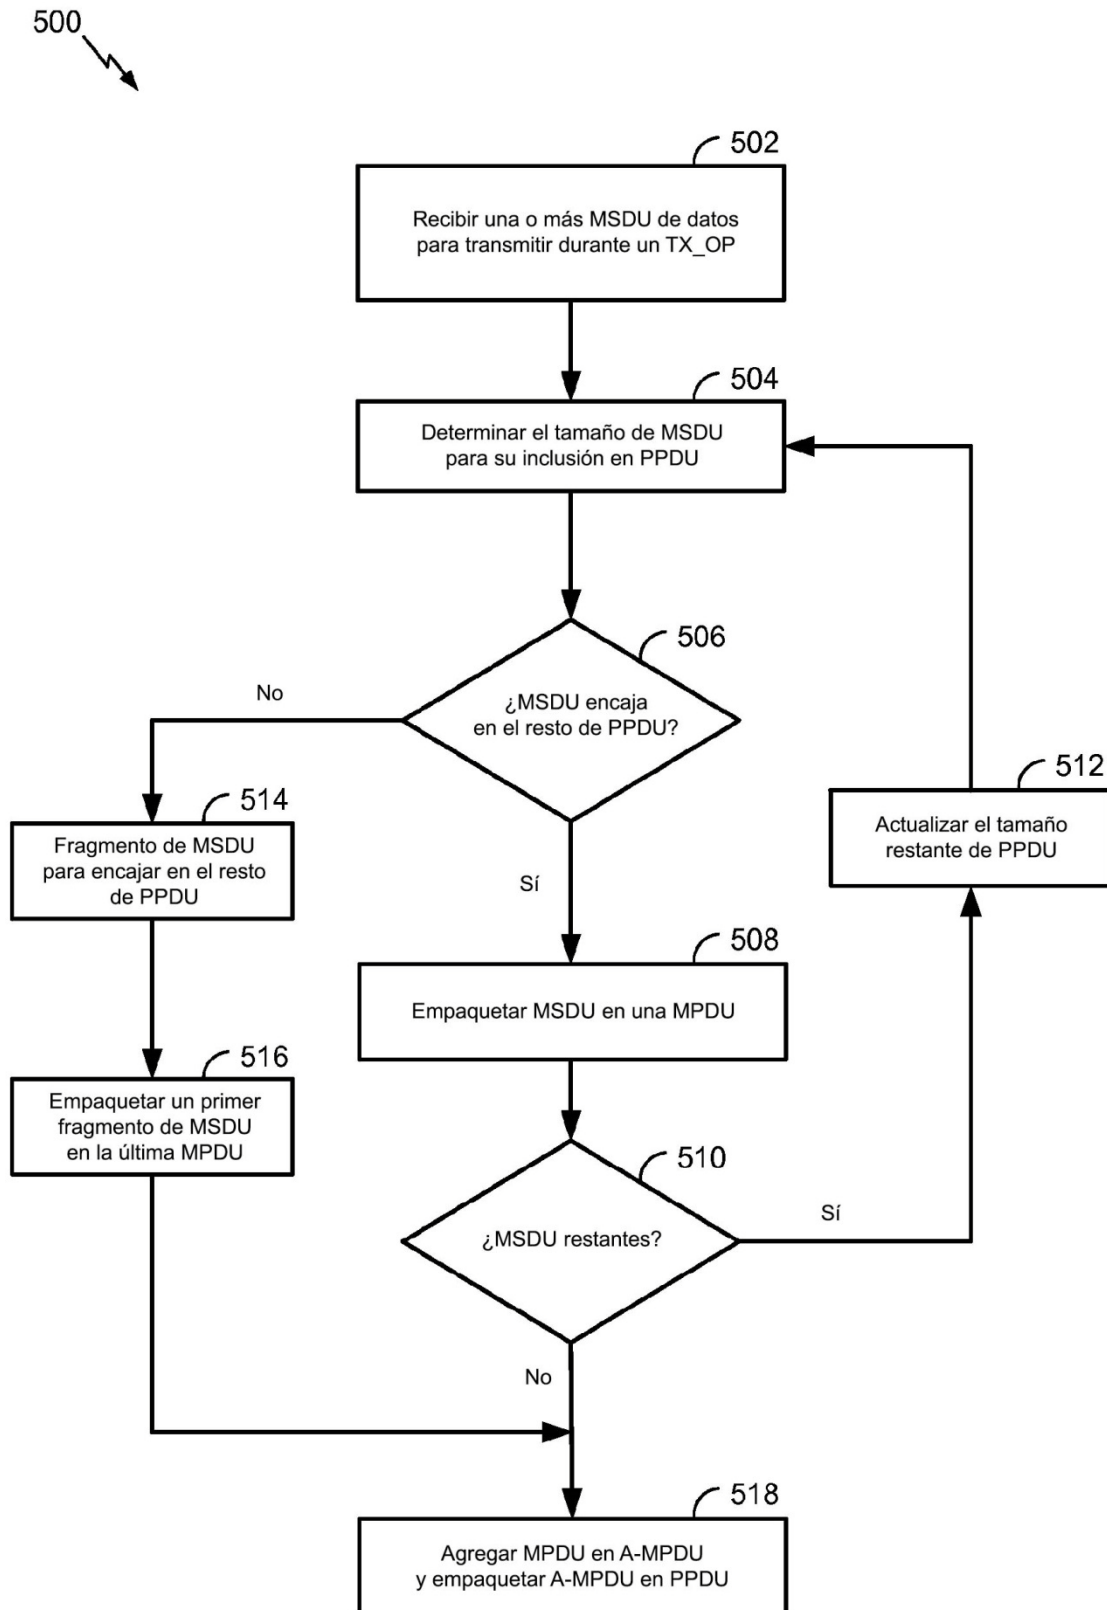 500
502
Recibir una o más MSDU de datos
para transmitir durante un TX_OP
504
Determinar el tamaño de MSDU
para su inclusión en PPDU
506
¿MSDU encaja
en el resto de PPDU?
No
Sí
512
Actualizar el tamaño
restante de PPDU
514
Fragmento de MSDU
para encajar en el resto
de PPDU
508
Empaquetar MSDU en una MPDU
516
Empaquetar un primer
fragmento de MSDU
en la última MPDU
510
¿MSDU restantes?
Sí
No
518
Agregar MPDU en A-MPDU
y empaquetar A-MPDU en PPDU